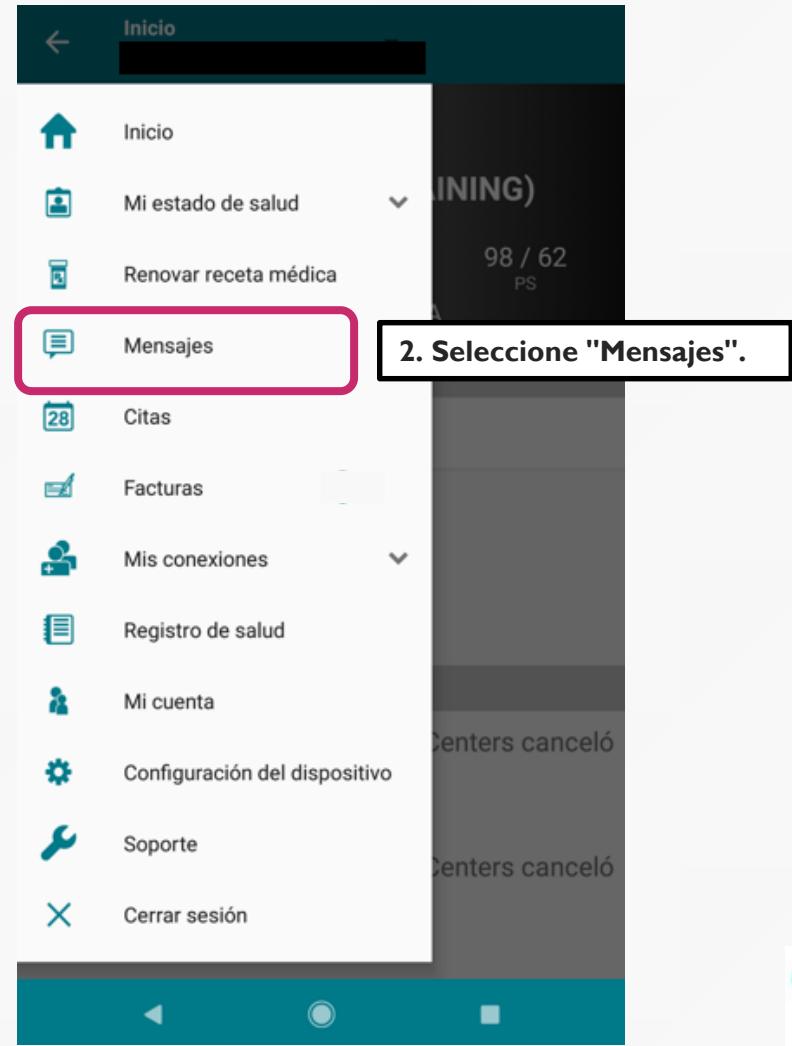 Inicio
Inicio
Mi estado de salud
INING)
98 / 62
PS
Renovar receta médica
A
Mensajes
2. Seleccione "Mensajes".
28
Citas
Facturas
Mis conexiones
Registro de salud
Mi cuenta
Centers canceló
Configuración del dispositivo
Soporte
Centers canceló
Cerrar sesión